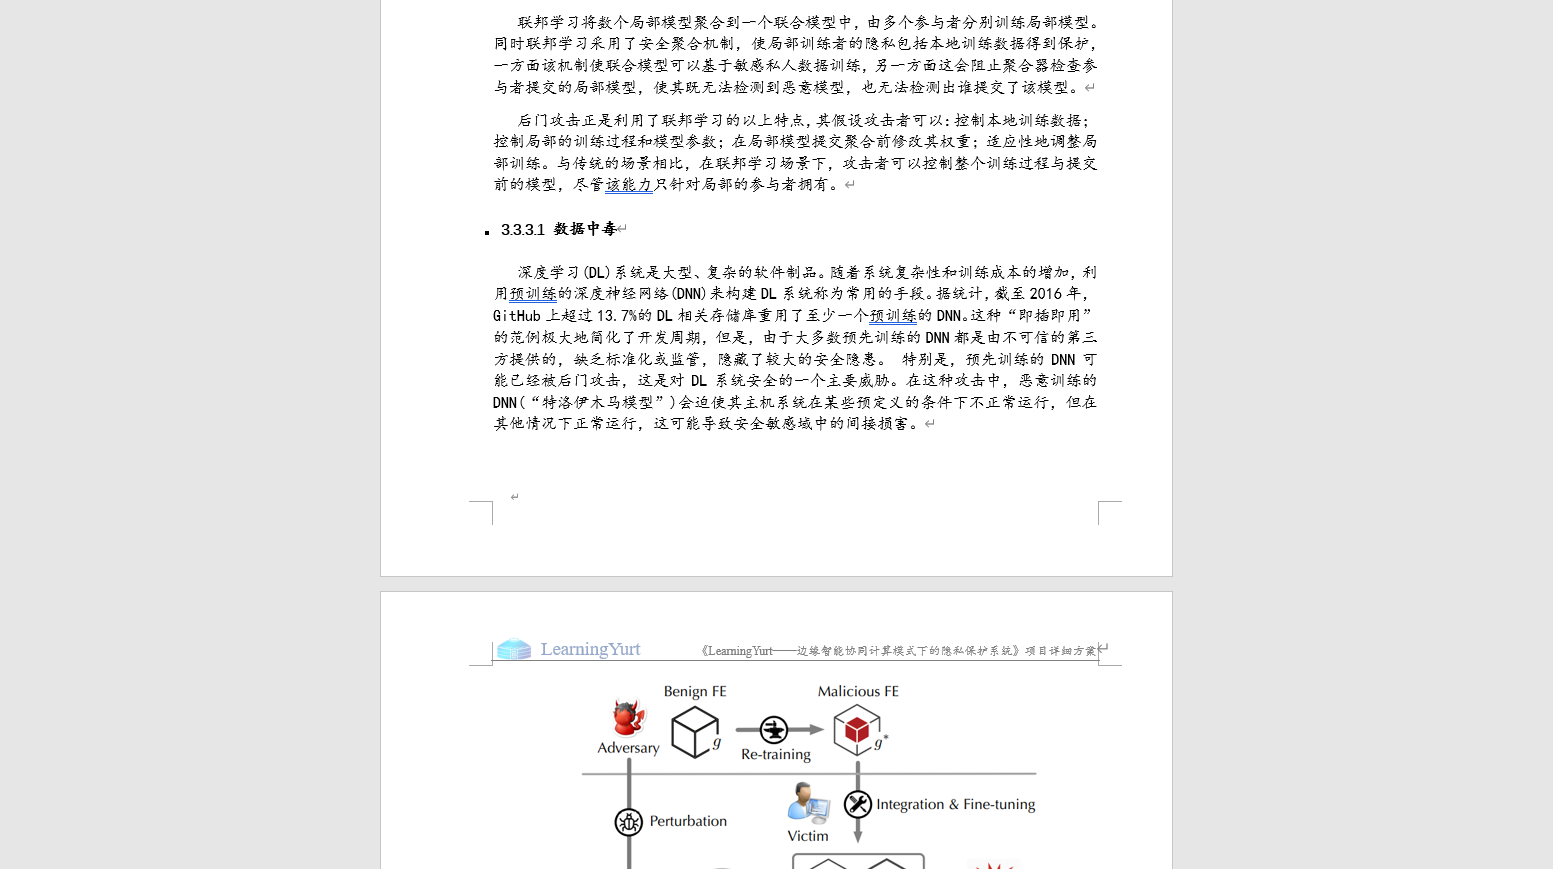 联邦学习将数个局部模型聚合到一个联合模型中，由多个参与者分别训练局部模型。
同时联邦学习采用了安全聚合机制，使局部训练者的隐私包括本地训练数据得到保护，
一方面该机制使联合模型可以基于敏感私人数据训练，另一方面这会阻止聚合器检查参
与者提交的局部模型，使其既无法检测到恶意模型，也无法检测出谁提交了该模型。
后门攻击正是利用了联邦学习的以上特点，其假设攻击者可以：控制本地训练数据；
控制局部的训练过程和模型参数；在局部模型提交聚合前修改其权重；适应性地调整局
部训练。与传统的场景相比，在联邦学习场景下，攻击者可以控制整个训练过程与提交
前的模型，尽管该能力只针对局部的参与者拥有。
3.3.3.1 数据中毒
深度学习(DL)系统是大型、复杂的软件制品。随着系统复杂性和训练成本的增加，利
用预训练的深度神经网络(DNN)来构建 DL 系统称为常用的手段。据统计，截至 2016 年，
GitHub 上超过 13.7%的 DL 相关存储库重用了至少一个预训练的 DNN。这种“即插即用”
的范例极大地简化了开发周期，但是，由于大多数预先训练的 DNN 都是由不可信的第三
方提供的，缺乏标准化或监管，隐藏了较大的安全隐患。 特别是，预先训练的 DNN 可
能已经被后门攻击，这是对 DL 系统安全的一个主要威胁。在这种攻击中，恶意训练的
DNN(“特洛伊木马模型”)会迫使其主机系统在某些预定义的条件下不正常运行，但在
其他情况下正常运行，这可能导致安全敏感域中的间接损害。
LearningYurt 《LearningYurt——边缘智能协同计算模式下的隐私保护系统》项目详细方案
Benign FE Malicious FE
g g*
Adversary Re-training
Integration & Fine-tuning
Perturbation
Victim